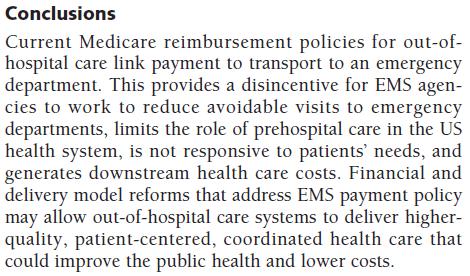 Conclusions
Current Medicare reimbursement policies for out-of-
hospital care link payment to transport to an emergency
department. This provides a disincentive for EMS agen-
cies to work to reduce avoidable visits to emergency
departments, limits the role of prehospital care in the US
health system, is not responsive to patients’ needs, and
generates downstream health care costs. Financial and
delivery model reforms that address EMS payment policy
may allow out-of-hospital care systems to deliver higher-
quality, patient-centered, coordinated health care that
could improve the public health and lower costs.